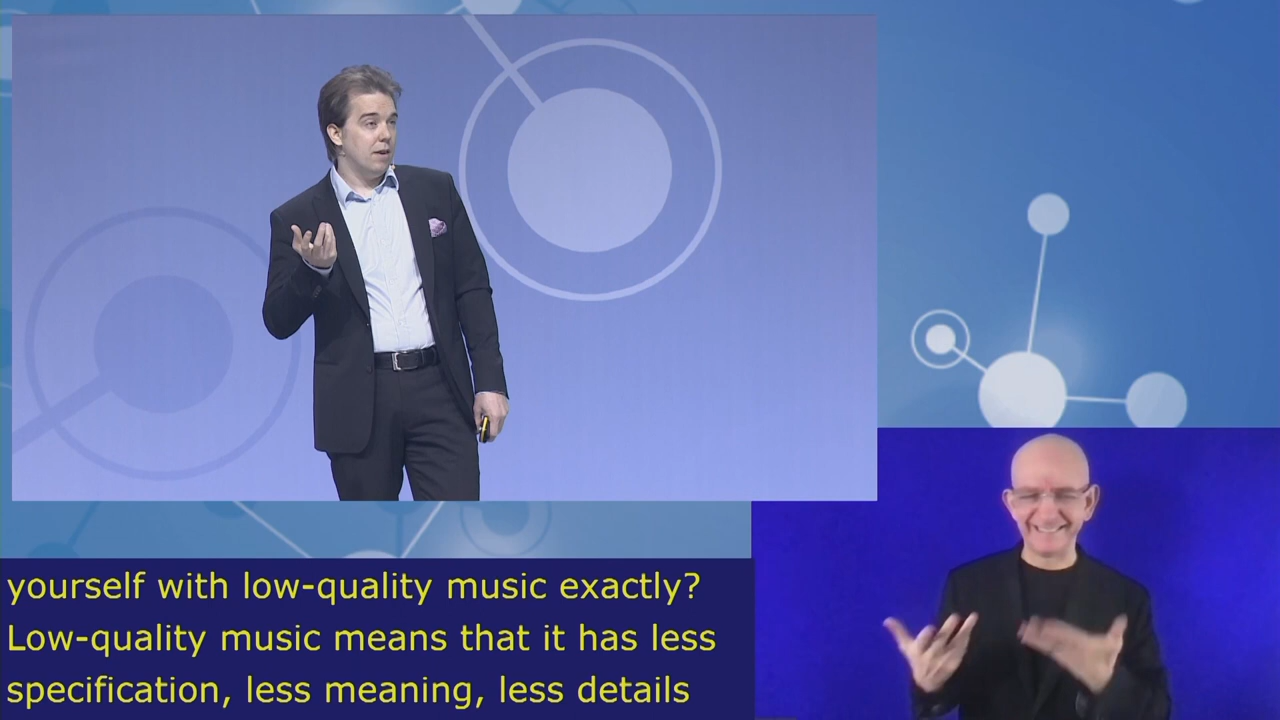 yourself with low-quality music exactly?
Low-quality music means that it has less
specification, less meaning, less details